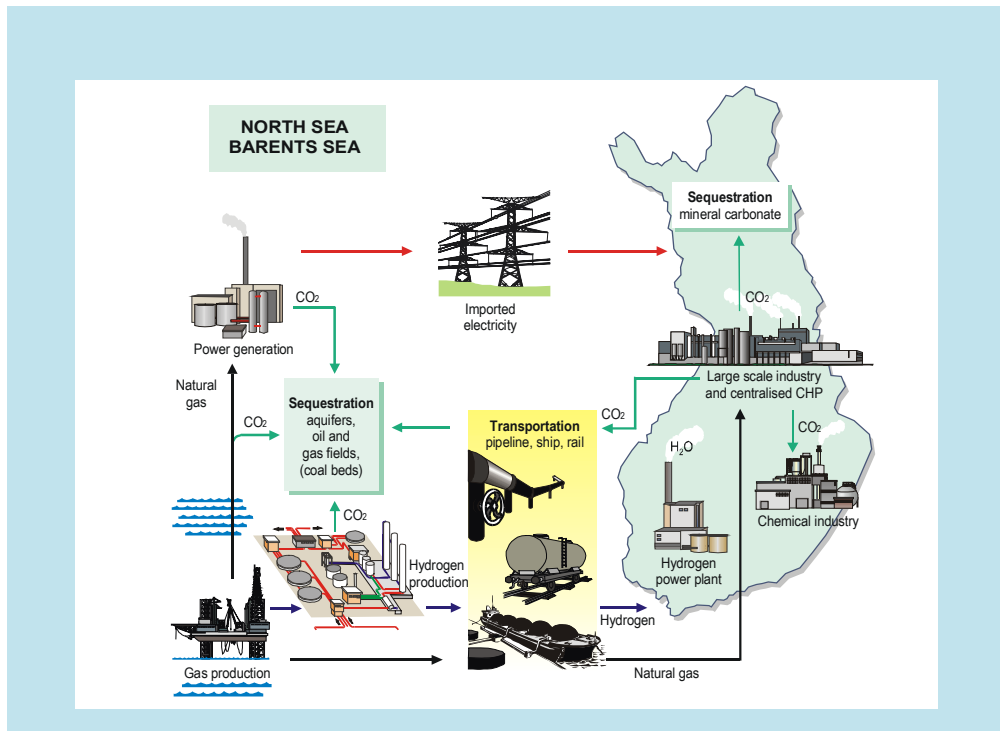 NORTH SEA
BARENTS SEA
Sequestration
mineral carbonate
CO₂
CO₂
Imported
electricity
Power generation
Large scale industry
and centralised CHP
Natural
gas
Sequestration
aquifers,
oil and
gas fields,
(coal beds)
CO₂
CO₂
Transportation
pipeline, ship, rail
CO₂
H₂O
CO₂
Chemical industry
Hydrogen
production
Hydrogen
power plant
Hydrogen
Gas production
Natural gas